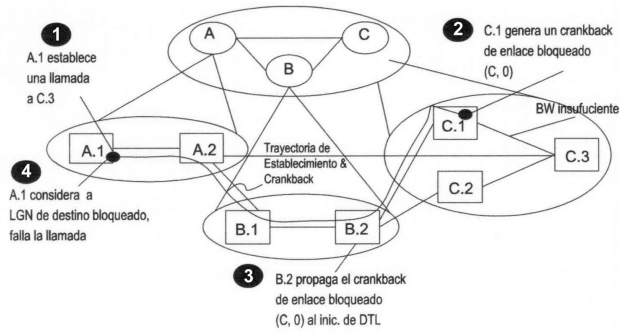 1
A.1 establece
una llamada
a C.3
A
C
B
2
C.1 genera un crankback
de enlace bloqueado
(C, 0)
BW insufuciente
A.1
A.2
C.1
C.2
C.3
Trayectoria de
Establecimiento &
Crankback
4
A.1 considera a
LGN de destino bloqueado,
falla la llamada
B.1
B.2
3
B.2 propaga el crankback
de enlace bloqueado
(C, 0) al inic. de DTL